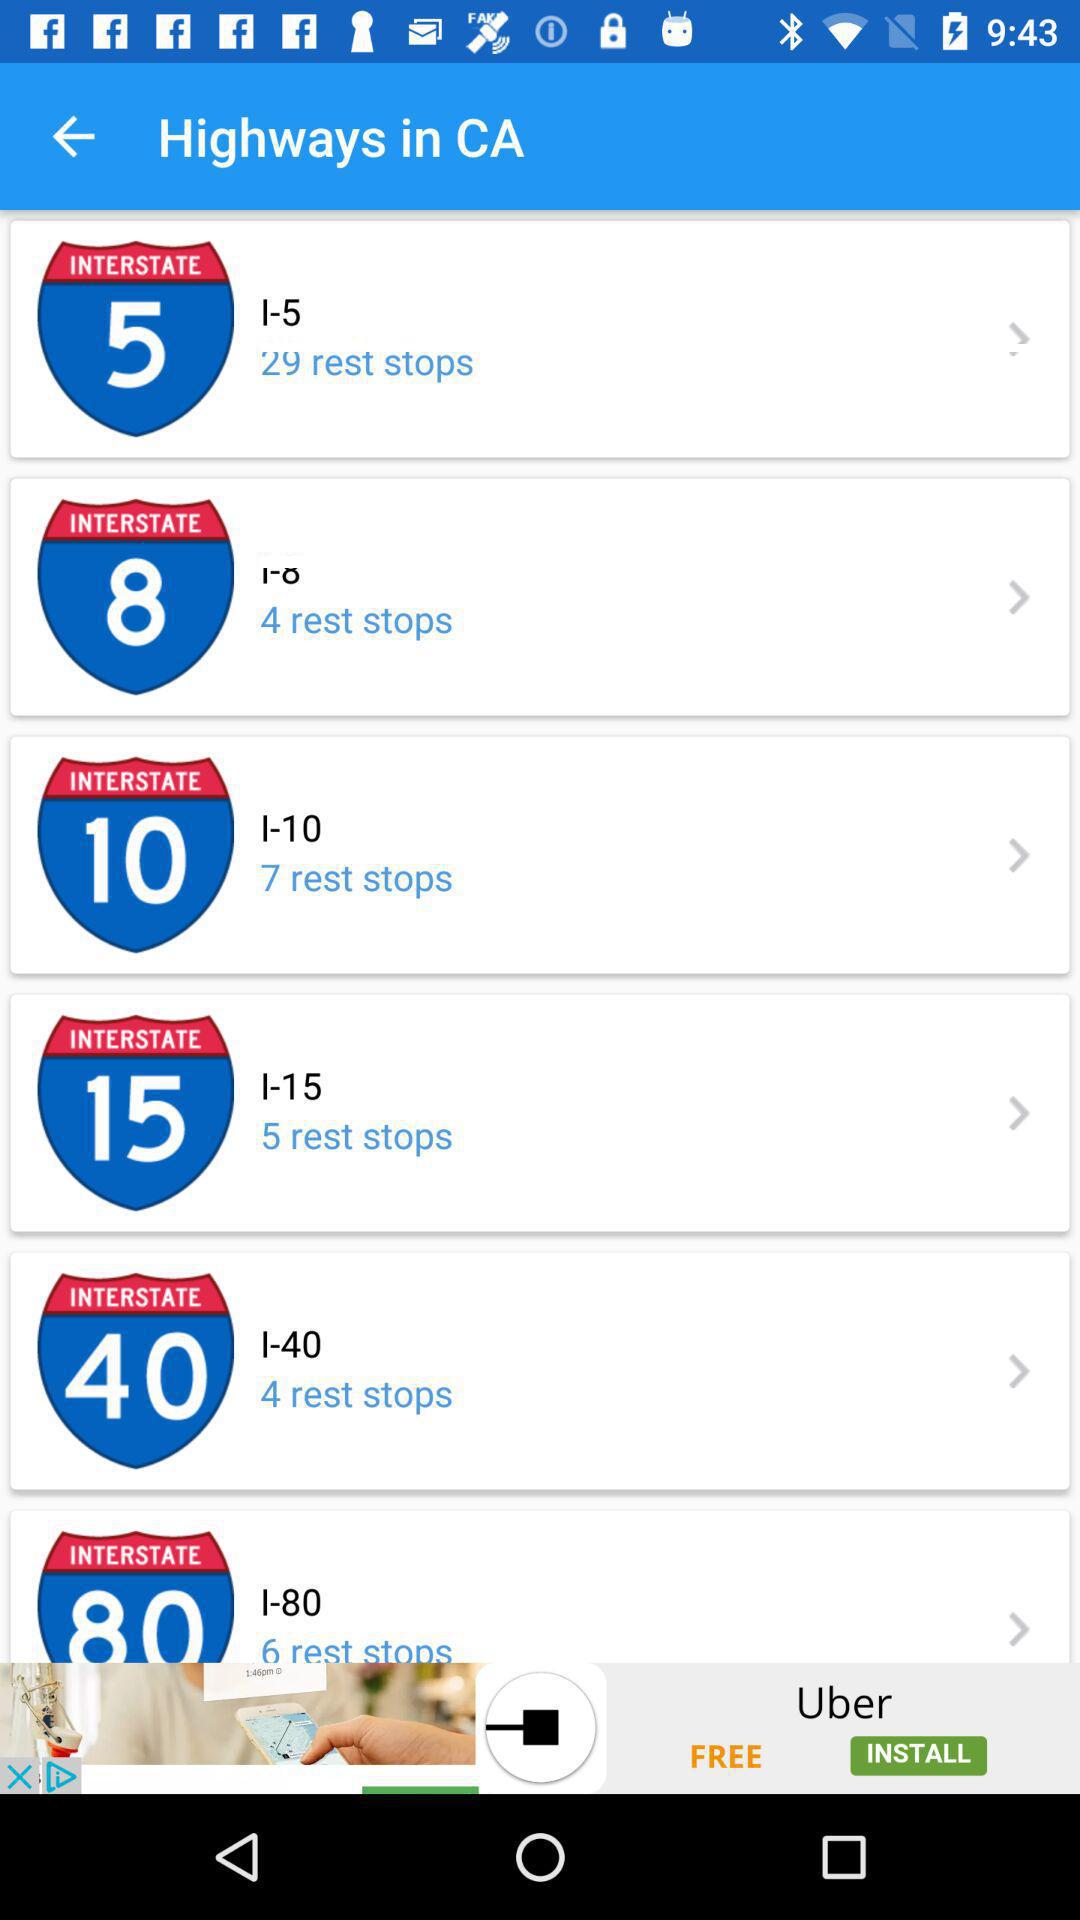 FAKE
9:43
Highways in CA
INTERSTATE
5
I-5
29 rest stops
INTERSTATE
8
I-8
4 rest stops
INTERSTATE
10
I-10
7 rest stops
INTERSTATE
15
I-15
5 rest stops
INTERSTATE
40
I-40
4 rest stops
INTERSTATE
80
I-80
6 rest stops
1:46pm
Uber
FREE
INSTALL